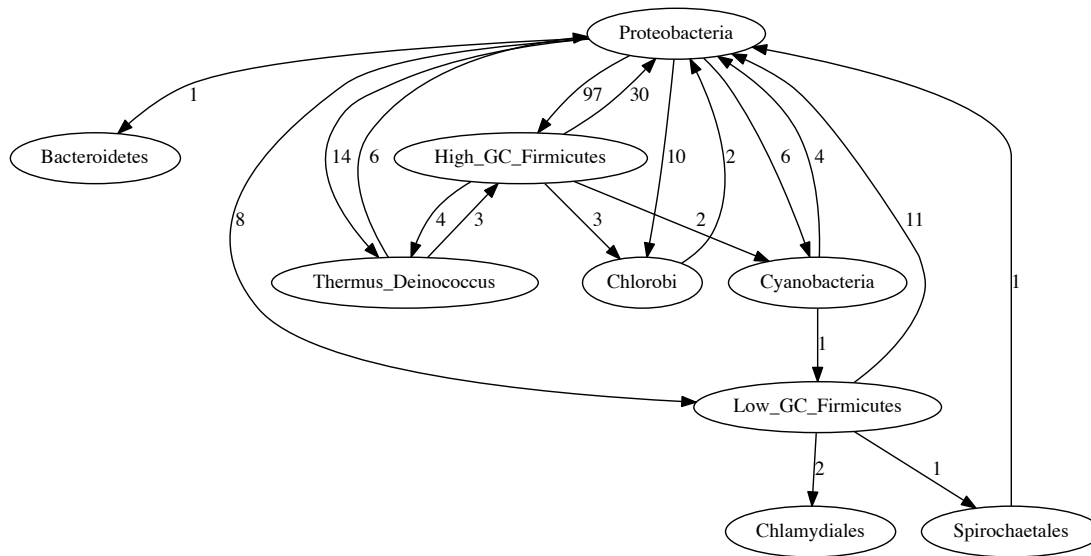 Proteobacteria
1
97
30
Bacteroidetes
14
6
High_GC_Firmicutes
10
2
6
4
8
4
3
3
2
11
Thermus_Deinococcus
Chlorobi
Cyanobacteria
1
1
Low_GC_Firmicutes
2
1
Chlamydiales
Spirochaetales